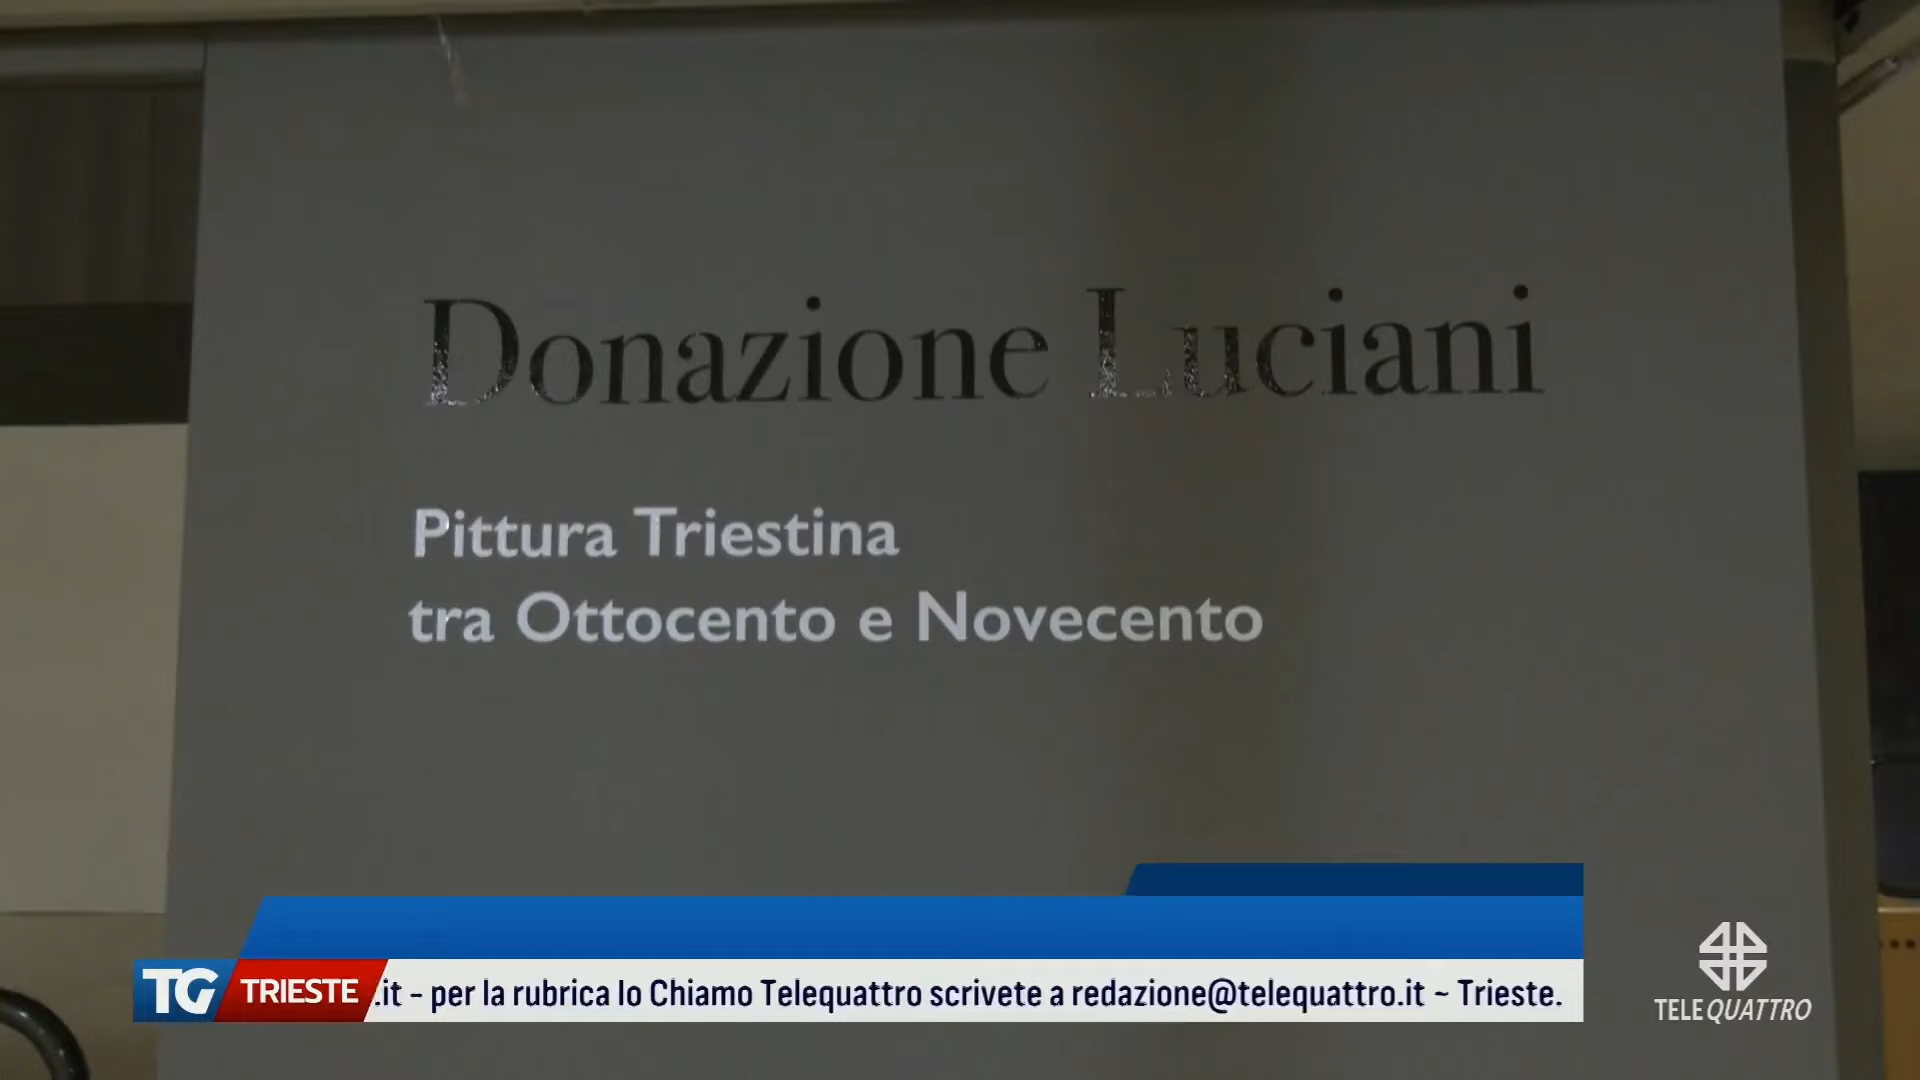 Donazione Luciani
Pittura Triestina
tra Ottocento e Novecento
TG TRIESTE .it - per la rubrica Io Chiamo Telequattro scrivete a redazione@telequattro.it ~ Trieste.
TELEQUATTRO